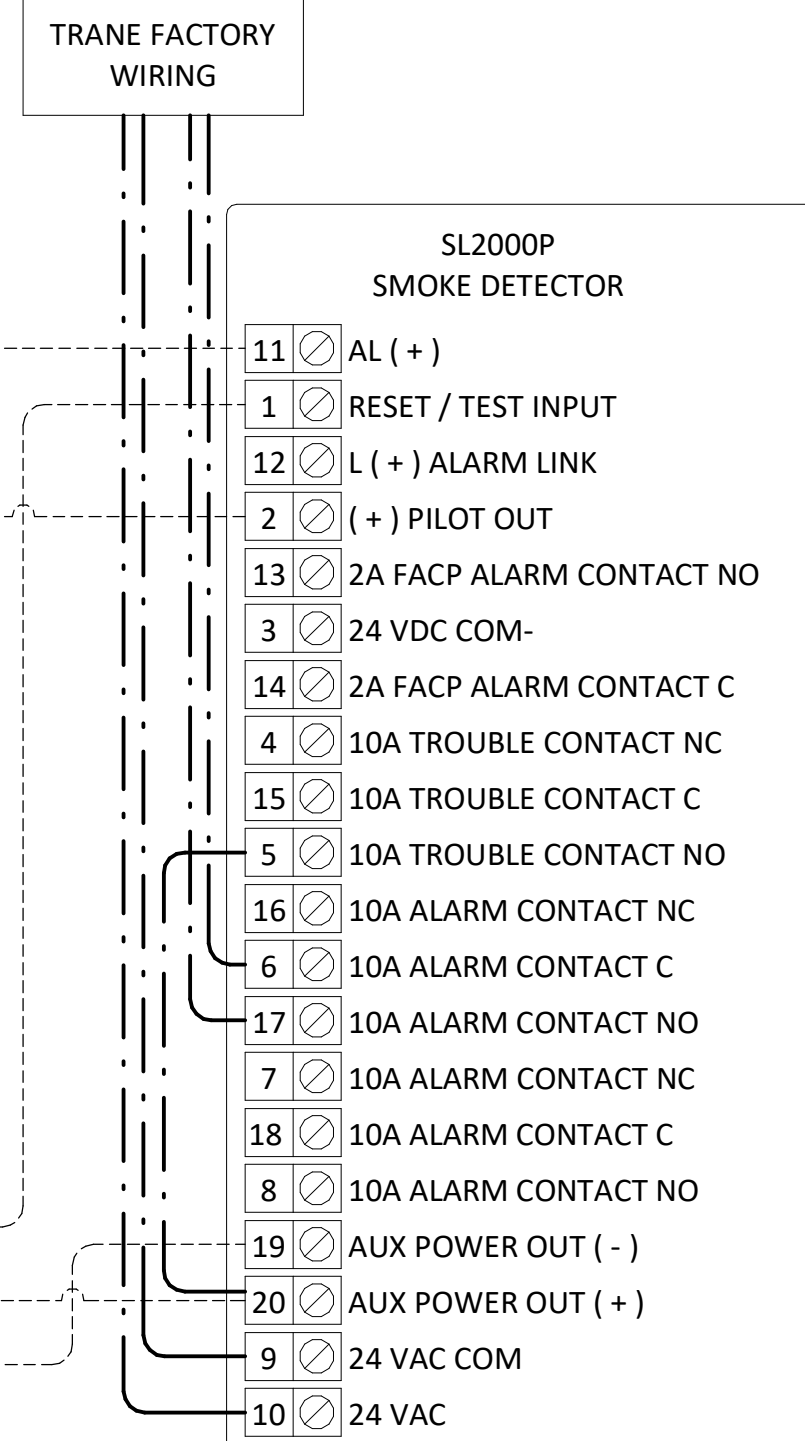 TRANE FACTORY
WIRING
SL2000P
SMOKE DETECTOR
11 AL ( + )
1 RESET / TEST INPUT
12 L ( + ) ALARM LINK
2 ( + ) PILOT OUT
13 2A FACP ALARM CONTACT NO
3 24 VDC COM-
14 2A FACP ALARM CONTACT C
4 10A TROUBLE CONTACT NC
15 10A TROUBLE CONTACT C
5 10A TROUBLE CONTACT NO
16 10A ALARM CONTACT NC
6 10A ALARM CONTACT C
17 10A ALARM CONTACT NO
7 10A ALARM CONTACT NC
18 10A ALARM CONTACT C
8 10A ALARM CONTACT NO
19 AUX POWER OUT ( - )
20 AUX POWER OUT ( + )
9 24 VAC COM
10 24 VAC